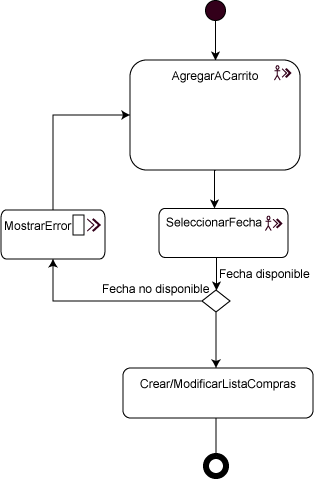 AgregarACarrito
SeleccionarFecha
MostrarError
Fecha disponible
Fecha no disponible
Crear/ModificarListaCompras